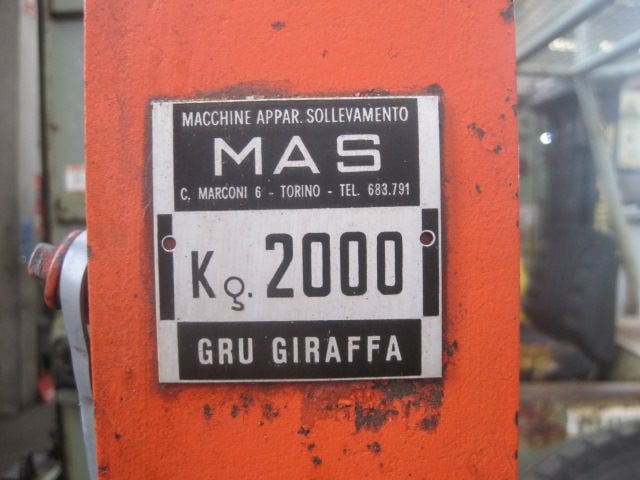 MACCHINE APPAR. SOLLEVAMENTO
MAS
C. MARCONI 6 - TORINO - TEL. 683.791
Kg. 2000
GRU GIRAFFA